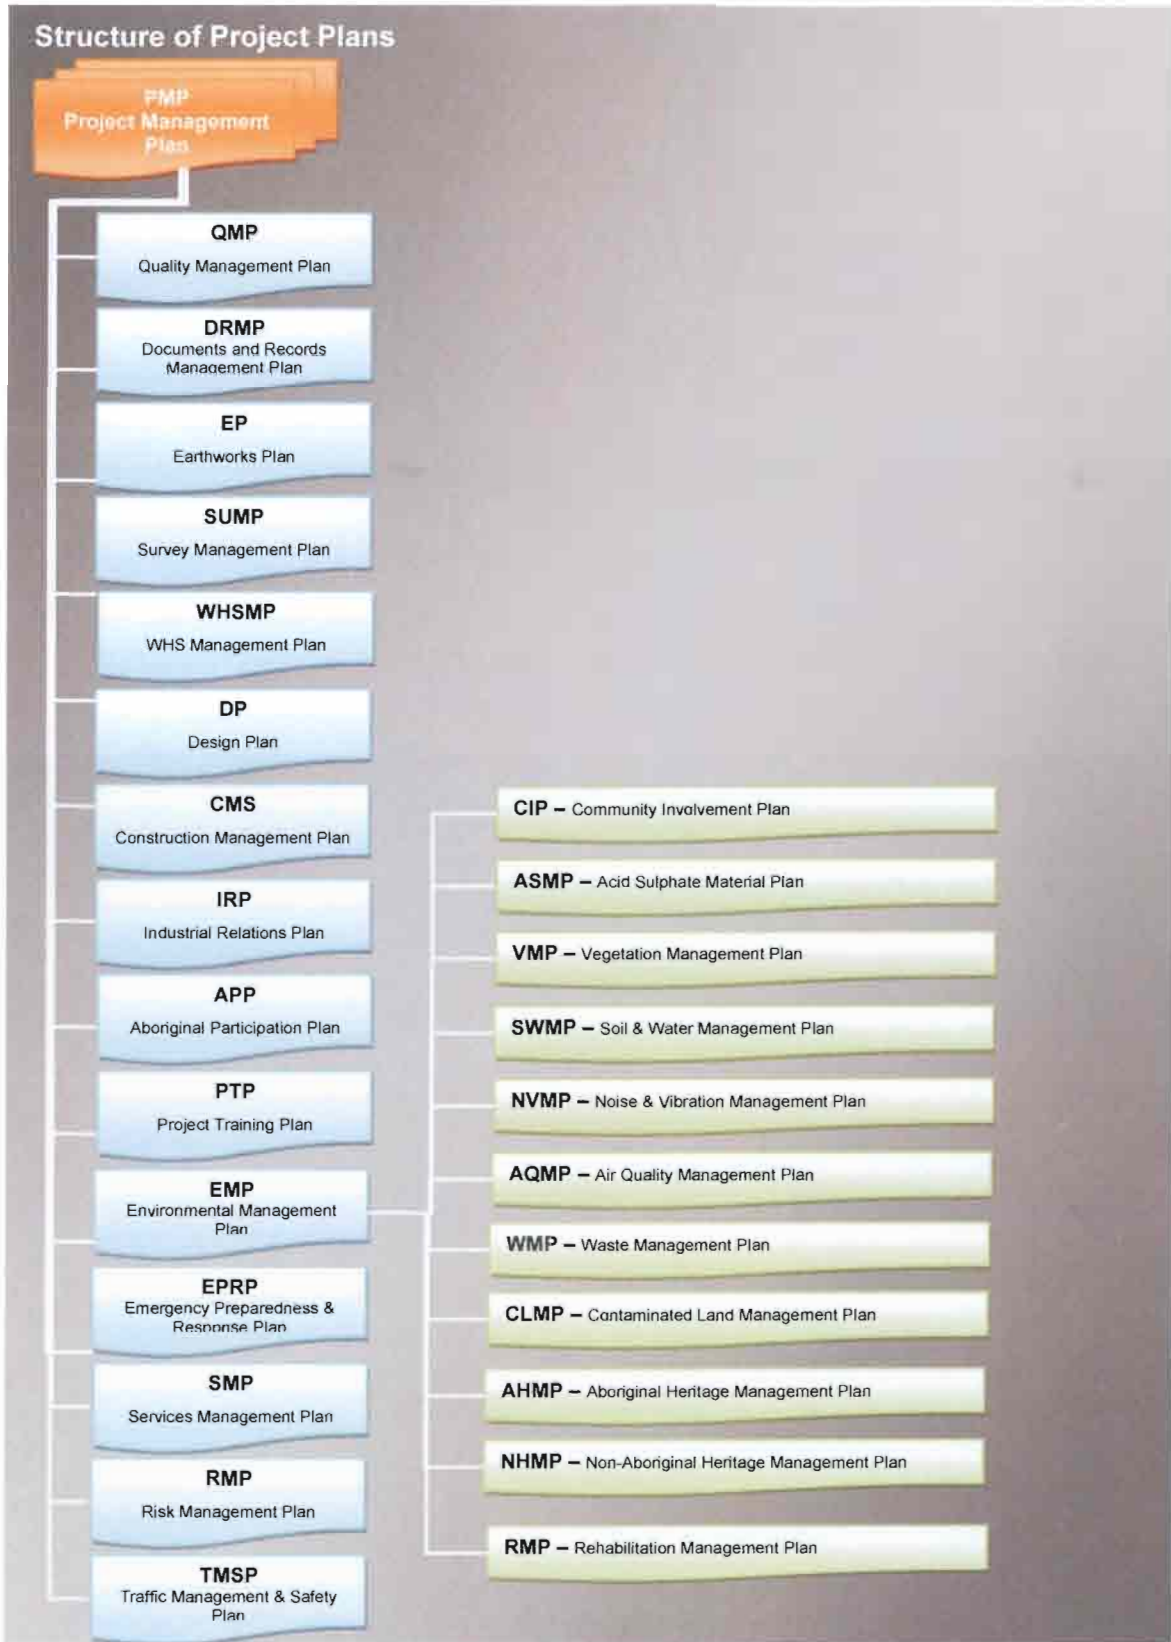 Structure of Project Plans
PMP
Project Management
Plan
QMP
Quality Management Plan
DRMP
Documents and Records
Management Plan
EP
Earthworks Plan
SUMP
Survey Management Plan
WHSMP
WHS Management Plan
DP
Design Plan
CMS
Construction Management Plan
IRP
Industrial Relations Plan
APP
Aboriginal Participation Plan
PTP
Project Training Plan
EMP
Environmental Management
Plan
EPRP
Emergency Preparedness &
Response Plan
SMP
Services Management Plan
RMP
Risk Management Plan
TMSP
Traffic Management & Safety
Plan
CIP – Community Involvement Plan
ASMP – Acid Sulphate Material Plan
VMP – Vegetation Management Plan
SWMP – Soil & Water Management Plan
NVMP – Noise & Vibration Management Plan
AQMP – Air Quality Management Plan
WMP – Waste Management Plan
CLMP – Contaminated Land Management Plan
AHMP – Aboriginal Heritage Management Plan
NHMP – Non-Aboriginal Heritage Management Plan
RMP – Rehabilitation Management Plan